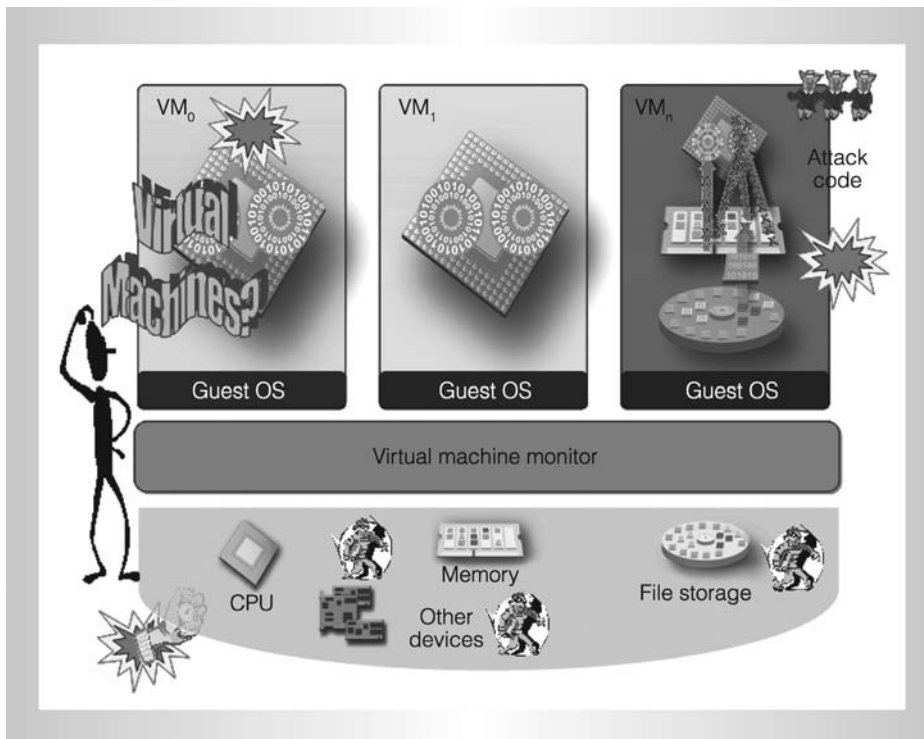 VM0
VM1
VMn
Attack
code
Virtual
Machines?
Guest OS
Guest OS
Guest OS
Virtual machine monitor
CPU
Memory
Other
devices
File storage